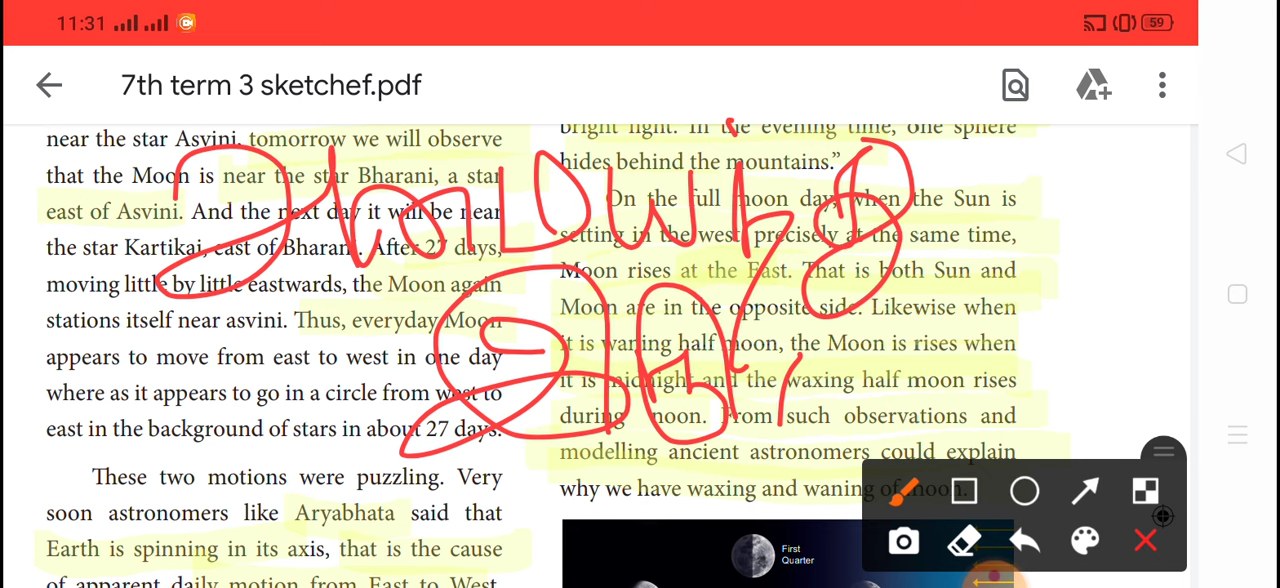 11:31
59
7th term 3 sketchef.pdf
near the star Asvini, tomorrow we will observe
that the Moon is near the star Bharani, a star
east of Asvini. And the next day it will be near
the star Kartikai, east of Bharani. After 27 days,
moving little by little eastwards, the Moon again
stations itself near asvini. Thus, everyday Moon
appears to move from east to west in one day
where as it appears to go in a circle from west to
east in the background of stars in about 27 days.
These two motions were puzzling. Very
soon astronomers like Aryabhata said that
Earth is spinning in its axis, that is the cause
of apparent daily motion from East to West.
bright light. In the evening time, one sphere
hides behind the mountains.”
On the full moon day, when the Sun is
setting in the west, precisely at the same time,
Moon rises at the East. That is both Sun and
Moon are in the opposite side. Likewise when
it is waning half moon, the Moon is rises when
it is midnight and the waxing half moon rises
during noon. From such observations and
modelling ancient astronomers could explain
why we have waxing and waning of moon.
First
Quarter